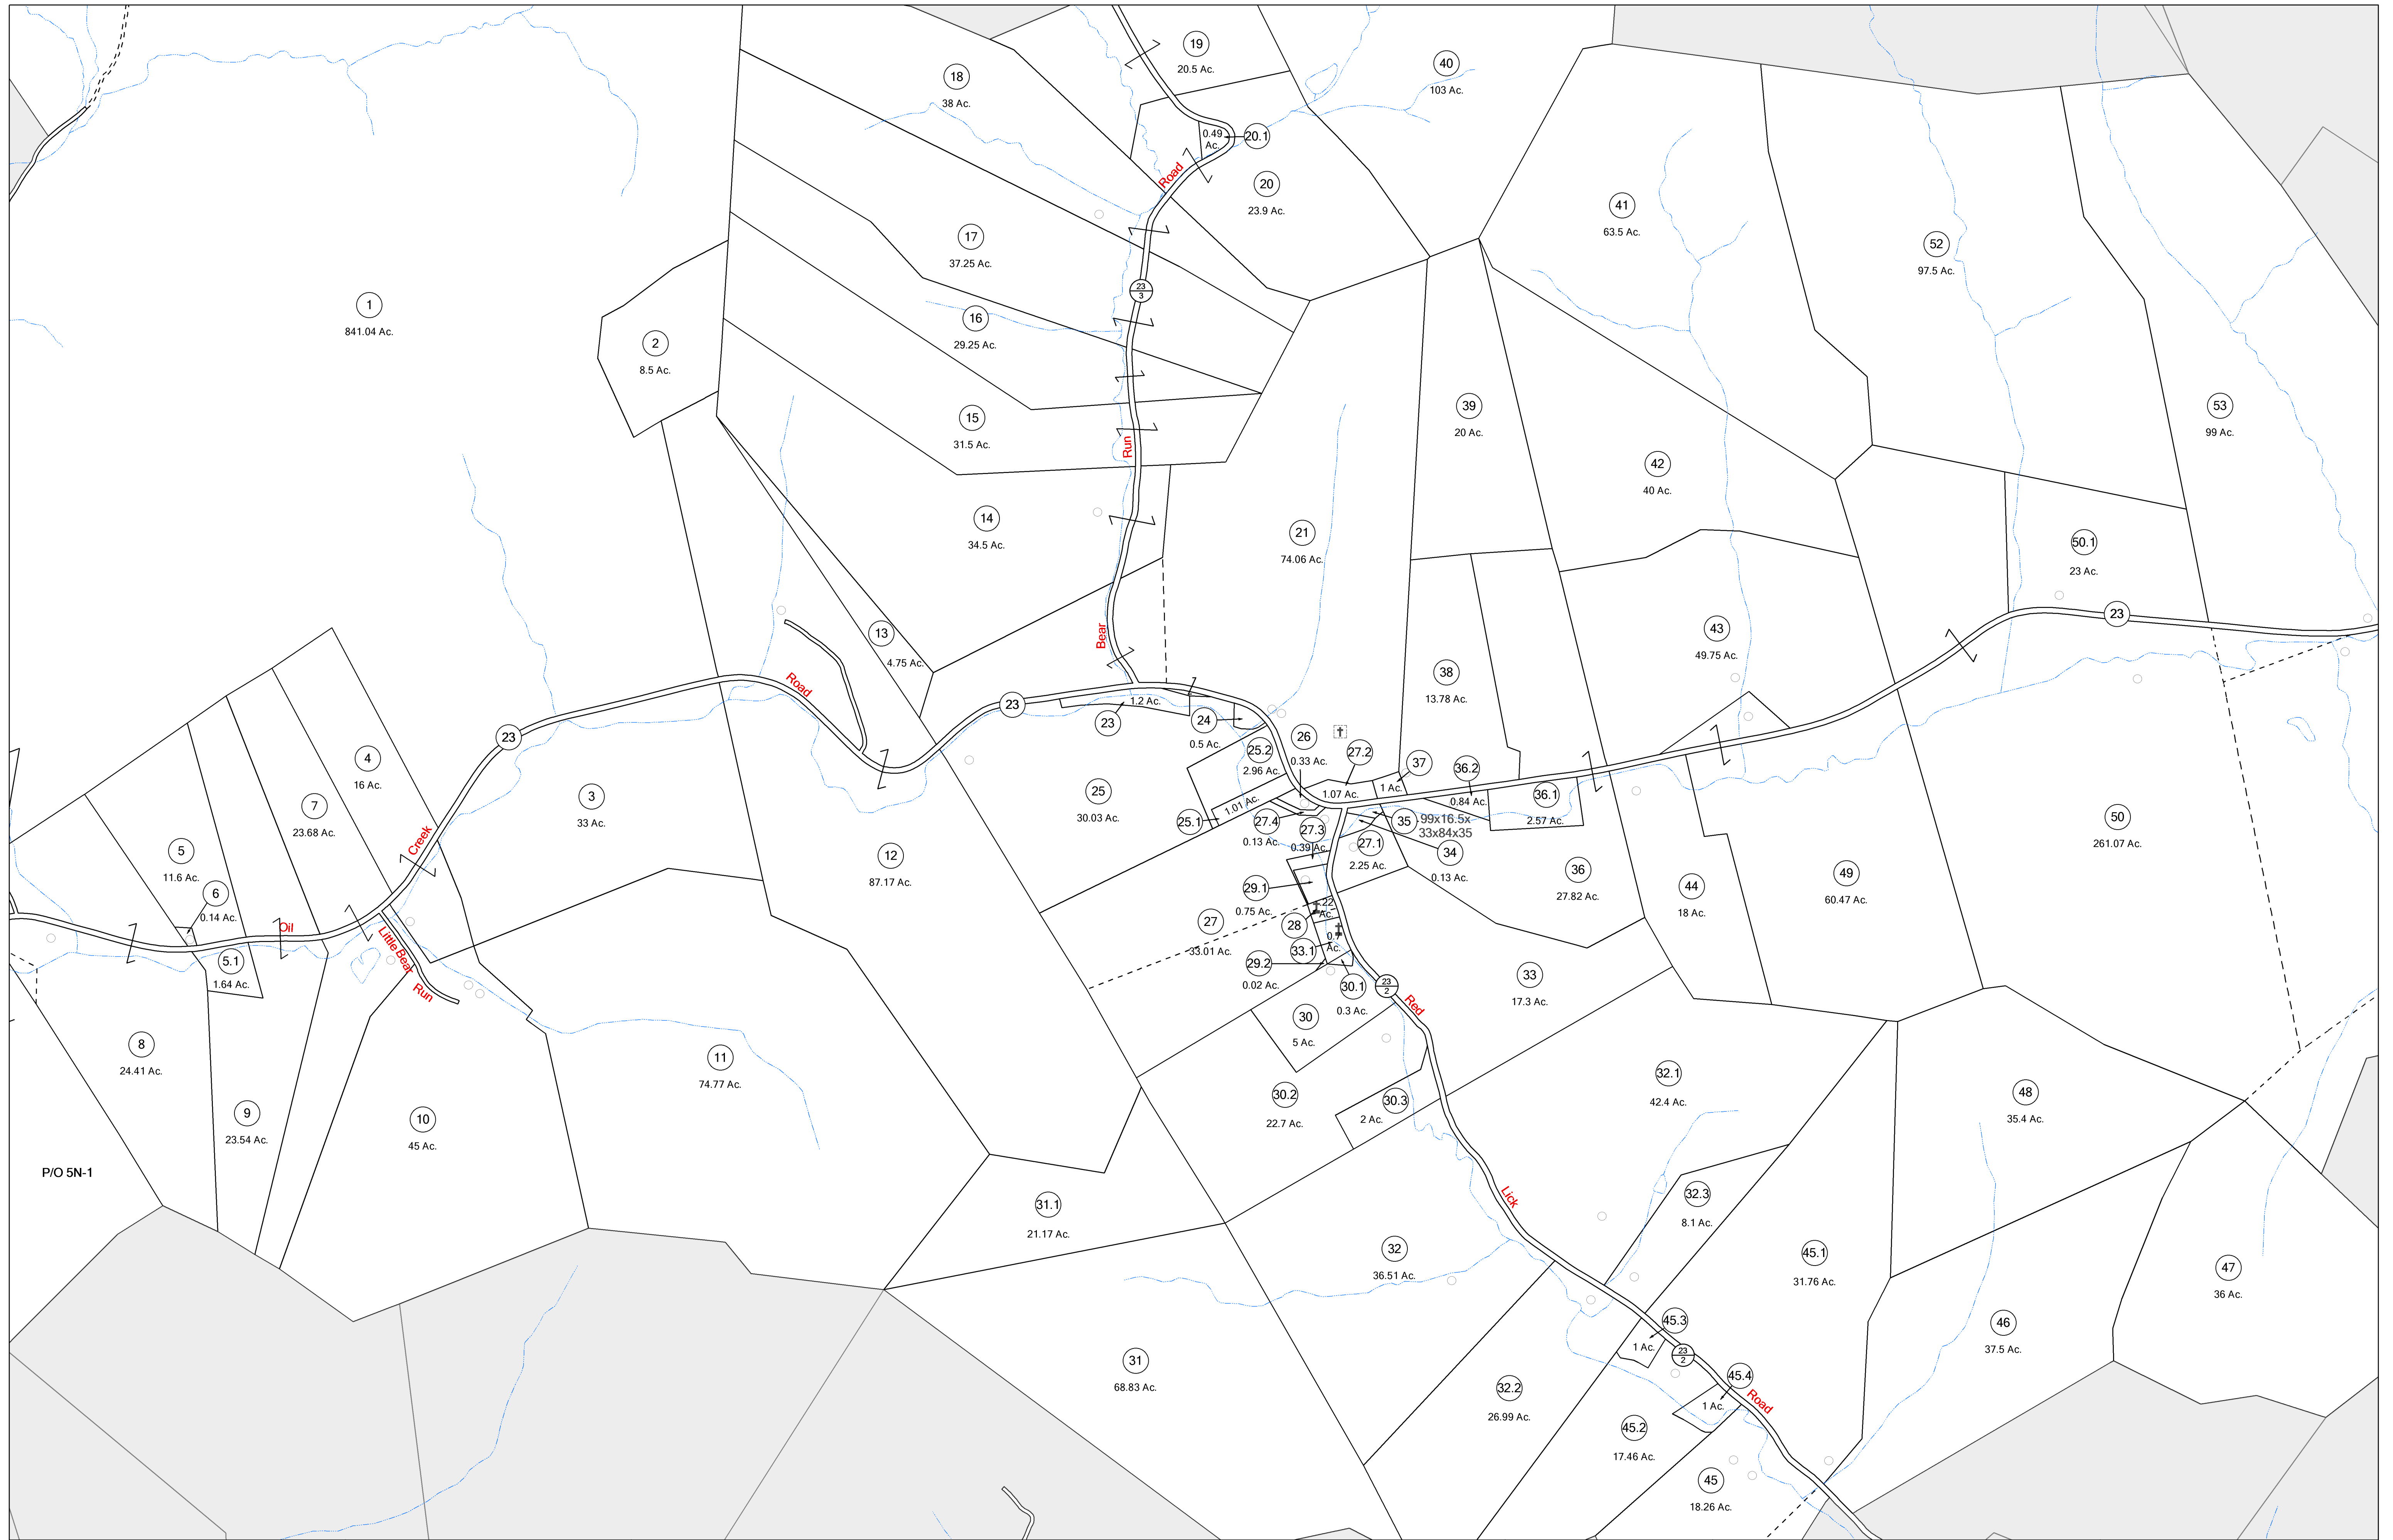 19
20.5 Ac.
18
38 Ac.
40
103 Ac.
0.49
Ac.
20.1
Road
20
23.9 Ac.
41
63.5 Ac.
52
97.5 Ac.
17
37.25 Ac.
23
3
1
841.04 Ac.
2
8.5 Ac.
16
29.25 Ac.
15
31.5 Ac.
Run
39
20 Ac.
53
99 Ac.
42
40 Ac.
14
34.5 Ac.
21
74.06 Ac.
50.1
23 Ac.
23
13
4.75 Ac.
Bear
43
49.75 Ac.
38
13.78 Ac.
Road
23
23
1.2 Ac.
23
24
0.5 Ac.
26
0.33 Ac.
25.2
2.96 Ac.
27.2
1.07 Ac.
37
1 Ac.
36.2
0.84 Ac.
36.1
2.57 Ac.
4
16 Ac.
7
23.68 Ac.
3
33 Ac.
Creek
25
30.03 Ac.
25.1
1.01 Ac.
27.4
0.13 Ac.
27.3
0.39 Ac.
35
99x16.5x
33x84x35
27.1
2.25 Ac.
34
0.13 Ac.
50
261.07 Ac.
5
11.6 Ac.
6
0.14 Ac.
12
87.17 Ac.
29.1
0.75 Ac.
36
27.82 Ac.
44
18 Ac.
49
60.47 Ac.
Oil
Little Bear
Run
5.1
1.64 Ac.
27
33.01 Ac.
28
.22
Ac.
33.1
0.7
Ac.
29.2
0.02 Ac.
30.1
0.3 Ac.
23
2
Red
33
17.3 Ac.
30
5 Ac.
8
24.41 Ac.
9
23.54 Ac.
10
45 Ac.
11
74.77 Ac.
30.2
22.7 Ac.
30.3
2 Ac.
32.1
42.4 Ac.
48
35.4 Ac.
P/O 5N-1
31.1
21.17 Ac.
Lick
32.3
8.1 Ac.
32
36.51 Ac.
45.1
31.76 Ac.
47
36 Ac.
46
37.5 Ac.
45.3
1 Ac.
23
2
31
68.83 Ac.
32.2
26.99 Ac.
45.4
1 Ac.
Road
45.2
17.46 Ac.
45
18.26 Ac.